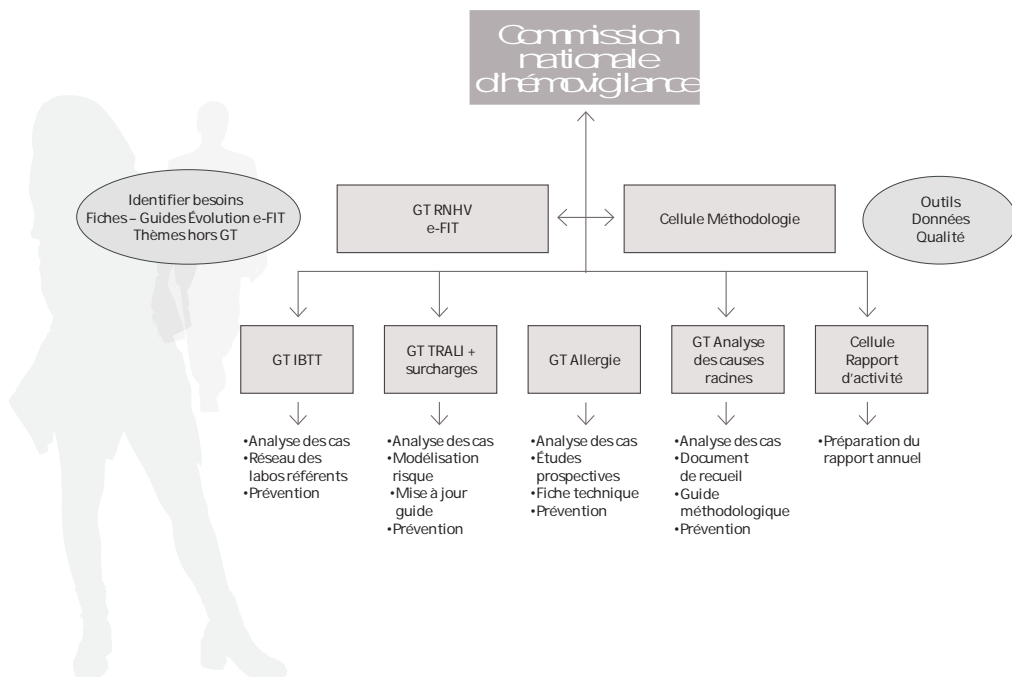 Commission
nationale
d'hémovigilance
Identifier besoins
Fiches – Guides Évolution e-FIT
Thèmes hors GT
GT RNHV
e-FIT
Cellule Méthodologie
Outils
Données
Qualité
GT IBTT
GT TRALI +
surcharges
GT Allergie
GT Analyse
des causes
racines
Cellule
Rapport
d'activité
•Analyse des cas
•Réseau des
labos référents
•Prévention
•Analyse des cas
•Modélisation
risque
•Mise à jour
guide
•Prévention
•Analyse des cas
•Études
prospectives
•Fiche technique
•Prévention
•Analyse des cas
•Document
de recueil
•Guide
méthodologique
•Prévention
•Préparation du
rapport annuel